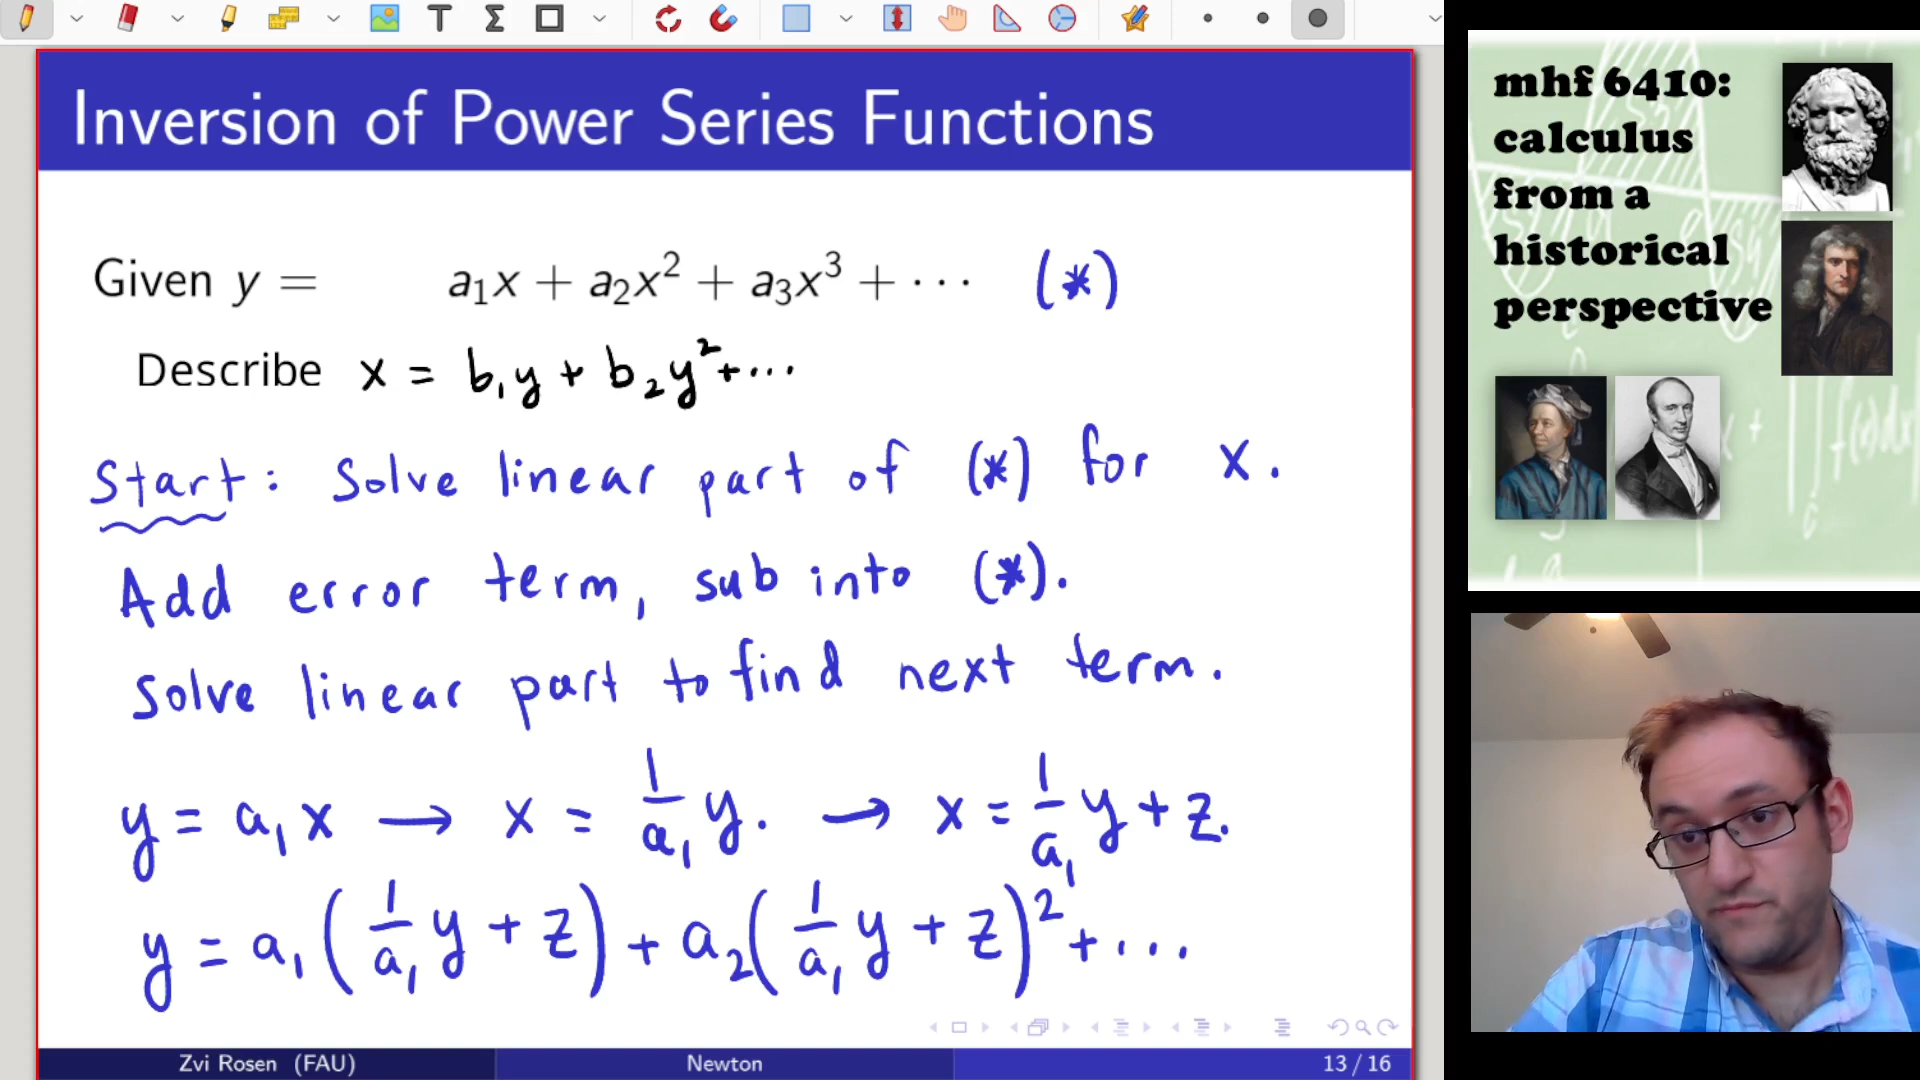 Inversion of Power Series Functions
Given y = a₁x + a₂x² + a₃x³ + ··· (*)
Describe x = b₁y + b₂y² + ...
Start: Solve linear part of (*) for x.
Add error term, sub into (*).
Solve linear part to find next term.
y = a₁x → x = 1/a₁ y. → x = 1/a₁ y + z.
y = a₁(1/a₁ y + z) + a₂(1/a₁ y + z)² + ...
Zvi Rosen (FAU) Newton 13 / 16
mhf 6410:
calculus
from a
historical
perspective